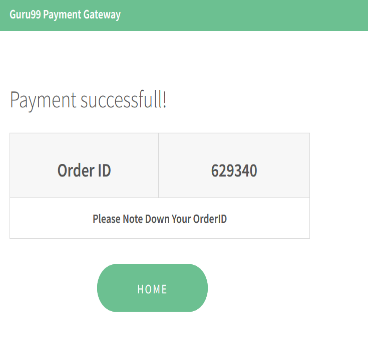 Guru99 Payment Gateway
Payment successfull!
Order ID 629340
Please Note Down Your OrderID
HOME